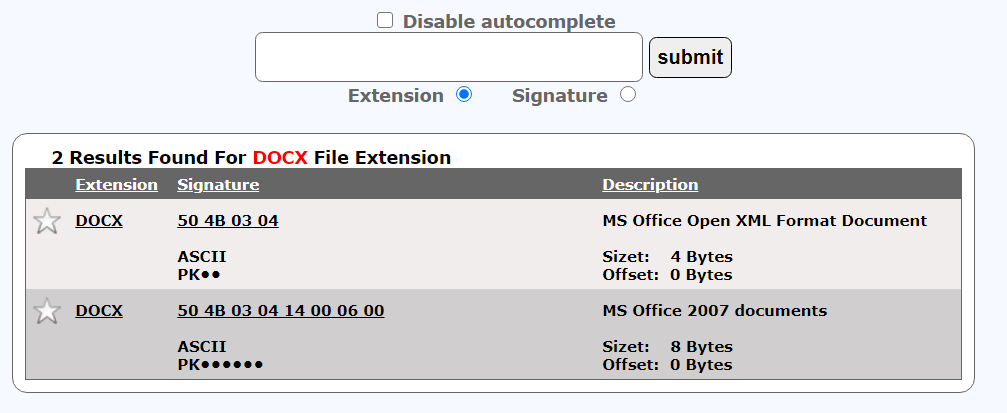 Disable autocomplete
submit
Extension Signature
2 Results Found For DOCX File Extension
Extension Signature Description
DOCX 50 4B 03 04 MS Office Open XML Format Document
ASCII Sizet: 4 Bytes
PK●● Offset: 0 Bytes
DOCX 50 4B 03 04 14 00 06 00 MS Office 2007 documents
ASCII Sizet: 8 Bytes
PK●●●●●● Offset: 0 Bytes